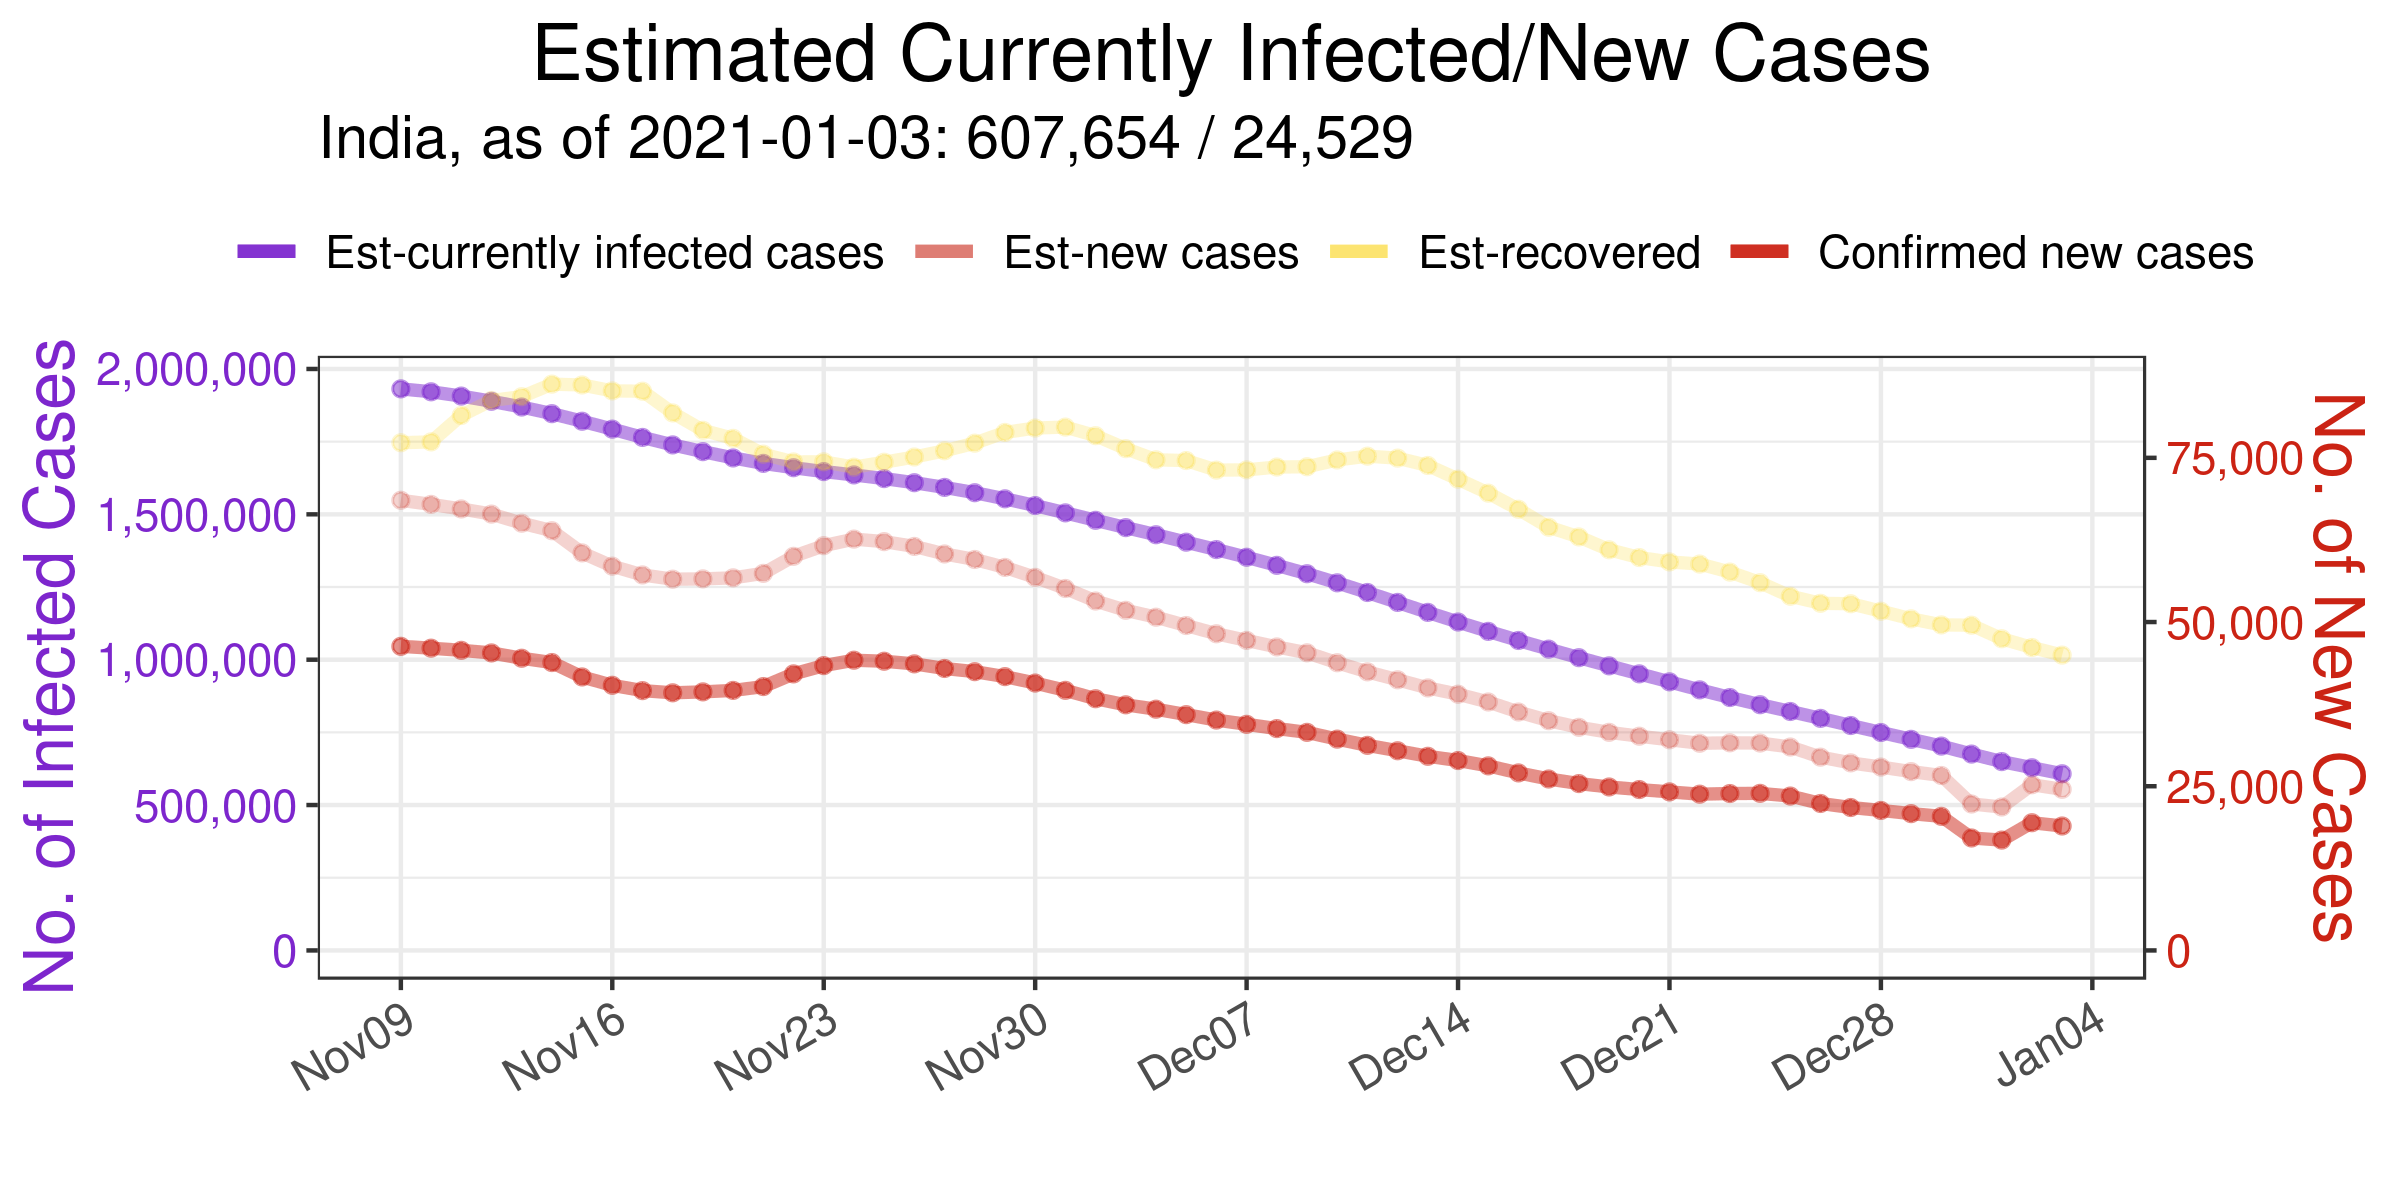 Estimated Currently Infected/New Cases
India, as of 2021-01-03: 607,654 / 24,529
Est-currently infected cases Est-new cases Est-recovered Confirmed new cases
No. of Infected Cases
2,000,000
1,500,000
1,000,000
500,000
0
75,000
50,000
25,000
0
No. of New Cases
Nov09 Nov16 Nov23 Nov30 Dec07 Dec14 Dec21 Dec28 Jan04